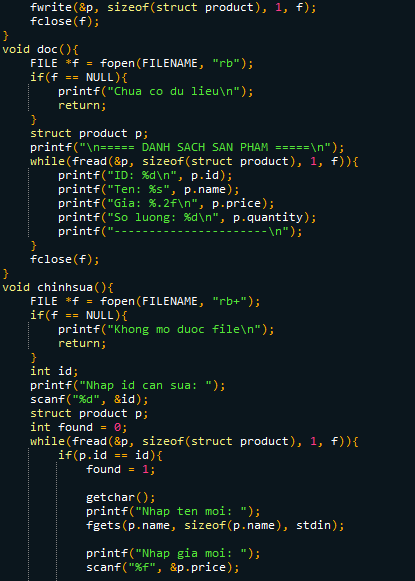 fwrite(&p, sizeof(struct product), 1, f);
fclose(f);
}
void doc(){
FILE *f = fopen(FILENAME, "rb");
if(f == NULL){
printf("Chua co du lieu\n");
return;
}
struct product p;
printf("\n===== DANH SACH SAN PHAM =====\n");
while(fread(&p, sizeof(struct product), 1, f)){
printf("ID: %d\n", p.id);
printf("Ten: %s", p.name);
printf("Gia: %.2f\n", p.price);
printf("So luong: %d\n", p.quantity);
printf("----------------------\n");
}
fclose(f);
}
void chinhsua(){
FILE *f = fopen(FILENAME, "rb+");
if(f == NULL){
printf("Khong mo duoc file\n");
return;
}
int id;
printf("Nhap id can sua: ");
scanf("%d", &id);
struct product p;
int found = 0;
while(fread(&p, sizeof(struct product), 1, f)){
if(p.id == id){
found = 1;
getchar();
printf("Nhap ten moi: ");
fgets(p.name, sizeof(p.name), stdin);
printf("Nhap gia moi: ");
scanf("%f", &p.price);